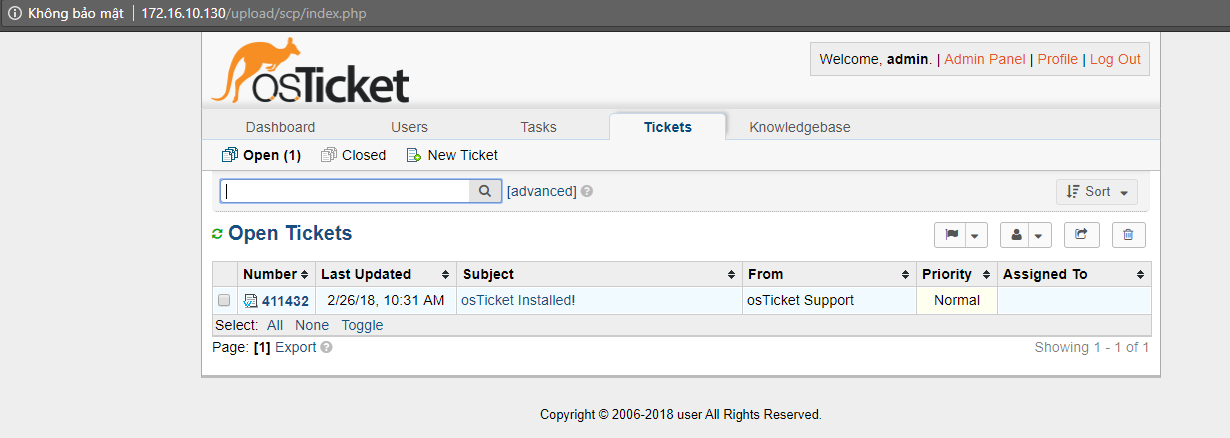 Không bảo mật 172.16.10.130/upload/scp/index.php
osTicket
Welcome, admin. | Admin Panel | Profile | Log Out
Dashboard Users Tasks Tickets Knowledgebase
Open (1) Closed New Ticket
[advanced] Sort
Open Tickets
Number Last Updated Subject From Priority Assigned To
411432 2/26/18, 10:31 AM osTicket Installed! osTicket Support Normal
Select: All None Toggle
Page: [1] Export Showing 1 - 1 of 1
Copyright © 2006-2018 user All Rights Reserved.